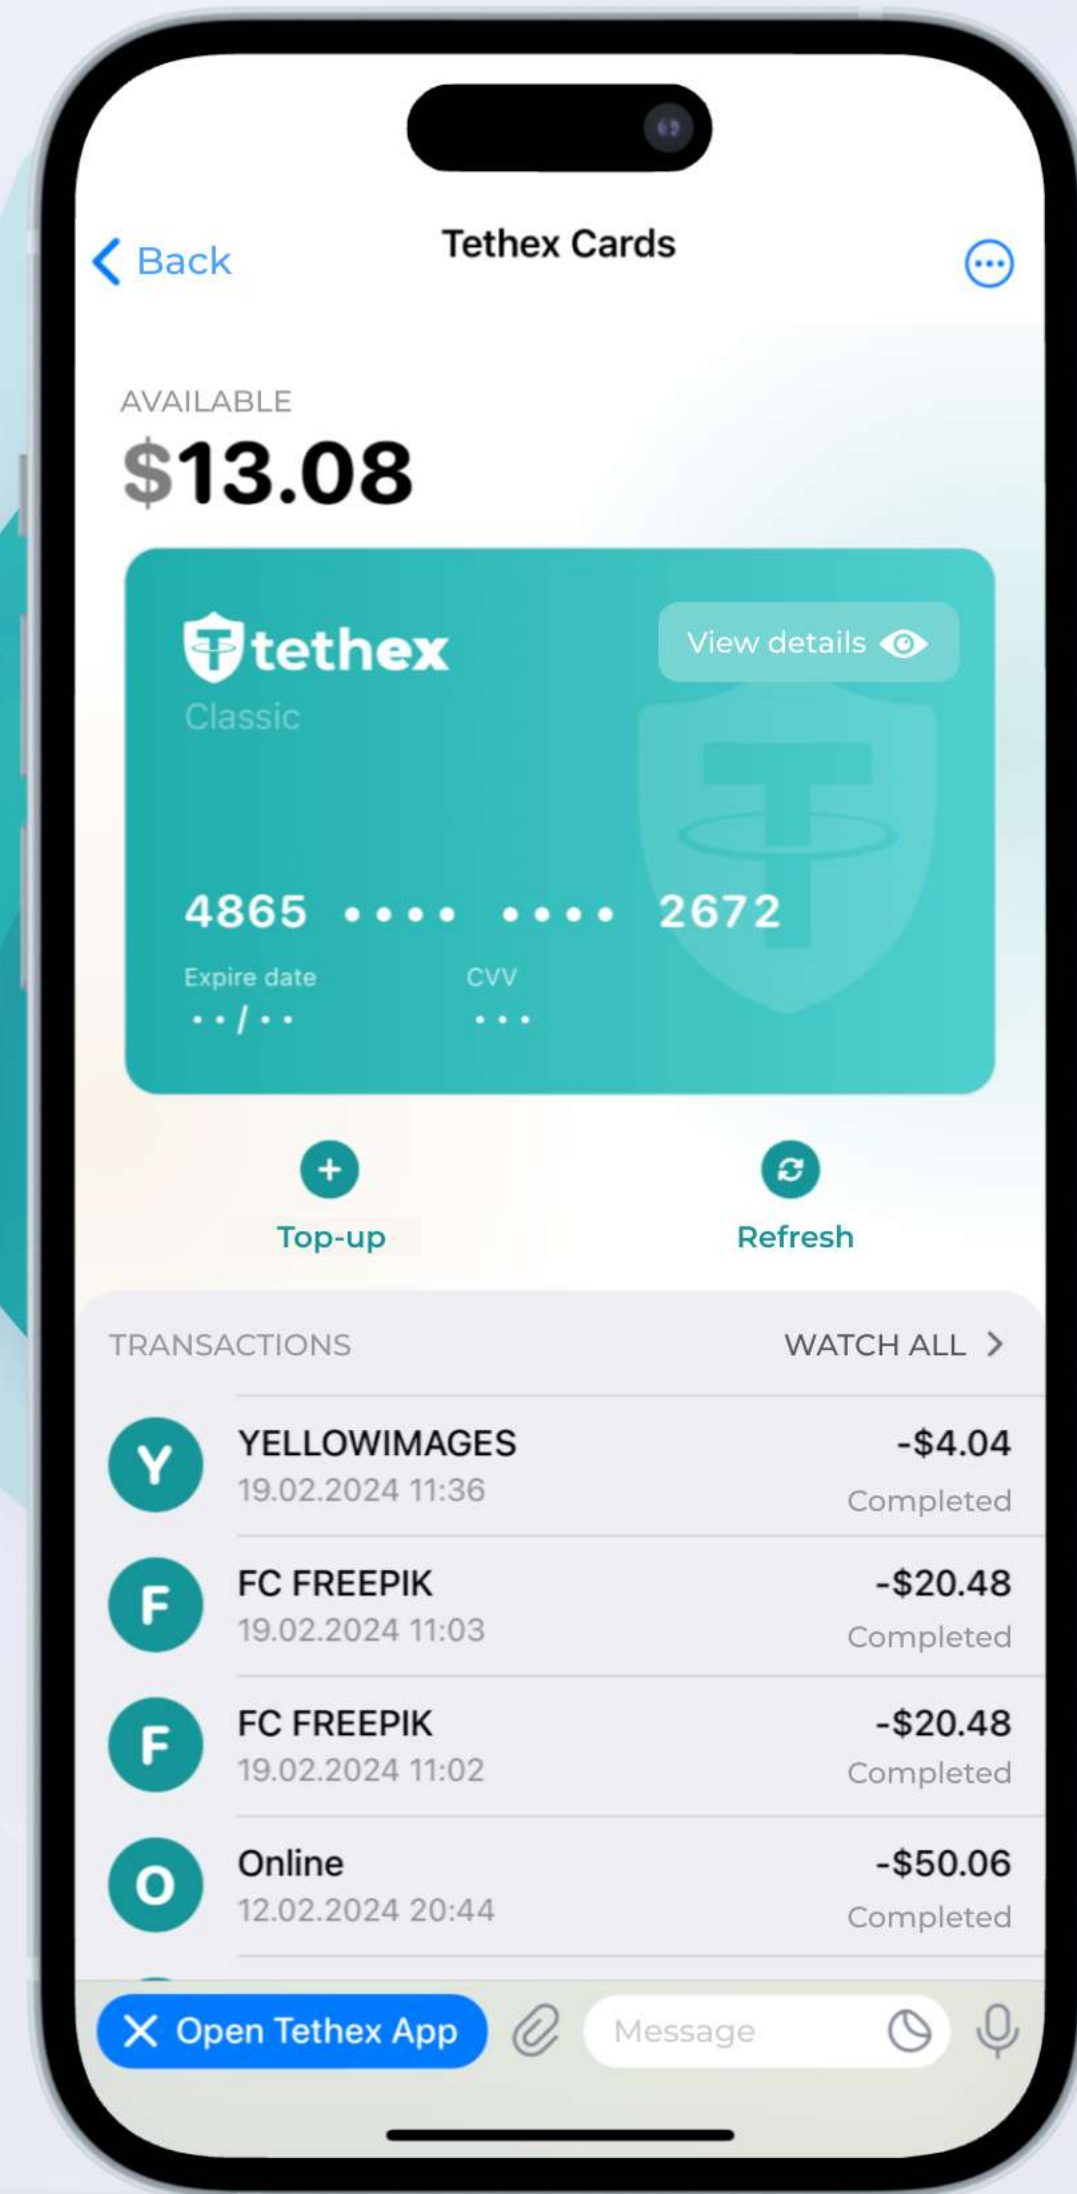 Back
Tethex Cards
AVAILABLE
$13.08
tethex
View details
Classic
4865 •••• •••• 2672
Expire date CVV
••/•• •••
Top-up
Refresh
TRANSACTIONS
WATCH ALL
Y
YELLOWIMAGES
-$4.04
19.02.2024 11:36
Completed
F
FC FREEPIK
-$20.48
19.02.2024 11:03
Completed
F
FC FREEPIK
-$20.48
19.02.2024 11:02
Completed
O
Online
-$50.06
12.02.2024 20:44
Completed
Open Tethex App
Message